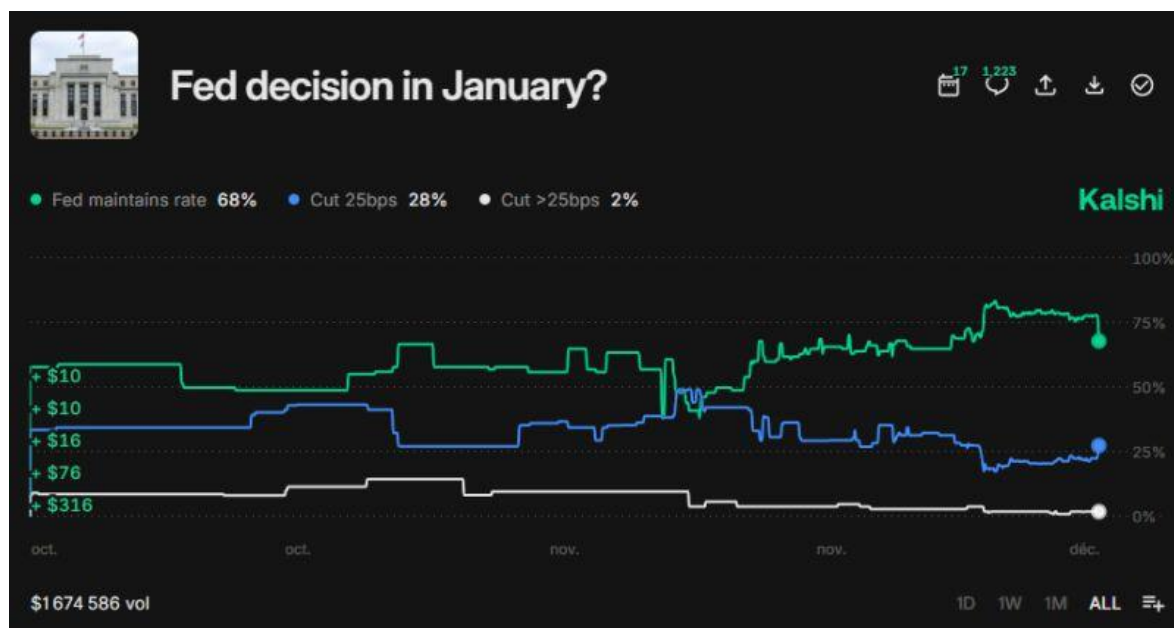 Fed decision in January?
17
1,223
Fed maintains rate 68%
Cut 25bps 28%
Cut >25bps 2%
Kalshi
100%
75%
+ $10
50%
+ $10
+ $16
25%
+ $76
+ $316
0%
oct.
oct.
nov.
nov.
déc.
$1 674 586 vol
1D 1W 1M ALL